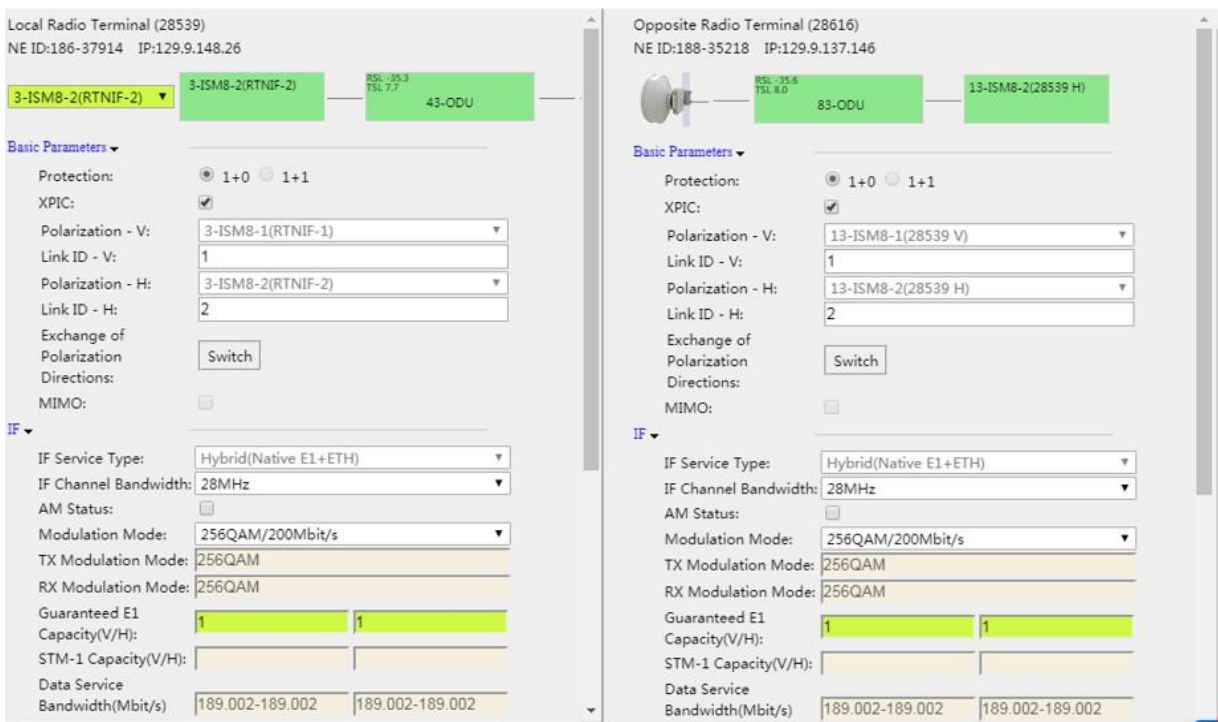 Local Radio Terminal (28539)
NE ID:186-37914 IP:129.9.148.26
3-ISM8-2(RTNIF-2)
3-ISM8-2(RTNIF-2)
RSL -35.3
TSL 7.7
43-ODU
Basic Parameters
Protection: 1+0 1+1
XPIC:
Polarization - V: 3-ISM8-1(RTNIF-1)
Link ID - V: 1
Polarization - H: 3-ISM8-2(RTNIF-2)
Link ID - H: 2
Exchange of
Polarization Switch
Directions:
MIMO:
IF
IF Service Type: Hybrid(Native E1+ETH)
IF Channel Bandwidth: 28MHz
AM Status:
Modulation Mode: 256QAM/200Mbit/s
TX Modulation Mode: 256QAM
RX Modulation Mode: 256QAM
Guaranteed E1
Capacity(V/H): 1 1
STM-1 Capacity(V/H):
Data Service
Bandwidth(Mbit/s) 189.002-189.002 189.002-189.002
Opposite Radio Terminal (28616)
NE ID:188-35218 IP:129.9.137.146
RSL -35.6
TSL 8.0
83-ODU
13-ISM8-2(28539 H)
Basic Parameters
Protection: 1+0 1+1
XPIC:
Polarization - V: 13-ISM8-1(28539 V)
Link ID - V: 1
Polarization - H: 13-ISM8-2(28539 H)
Link ID - H: 2
Exchange of
Polarization Switch
Directions:
MIMO:
IF
IF Service Type: Hybrid(Native E1+ETH)
IF Channel Bandwidth: 28MHz
AM Status:
Modulation Mode: 256QAM/200Mbit/s
TX Modulation Mode: 256QAM
RX Modulation Mode: 256QAM
Guaranteed E1
Capacity(V/H): 1 1
STM-1 Capacity(V/H):
Data Service
Bandwidth(Mbit/s) 189.002-189.002 189.002-189.002